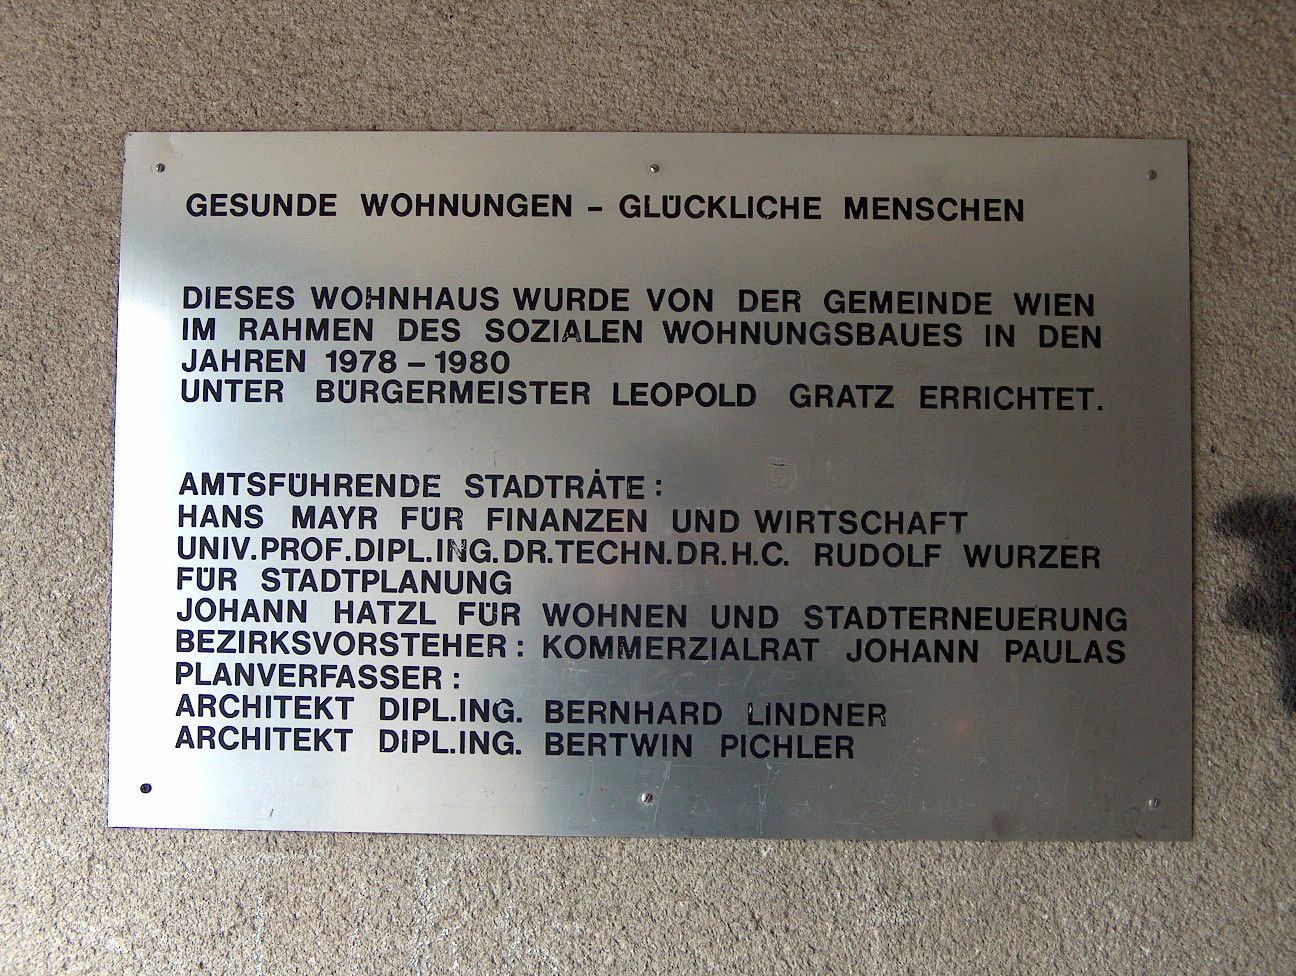 GESUNDE WOHNUNGEN – GLÜCKLICHE MENSCHEN
DIESES WOHNHAUS WURDE VON DER GEMEINDE WIEN
IM RAHMEN DES SOZIALEN WOHNUNGSBAUES IN DEN
JAHREN 1978 – 1980
UNTER BÜRGERMEISTER LEOPOLD GRATZ ERRICHTET.
AMTSFÜHRENDE STADTRÄTE :
HANS MAYR FÜR FINANZEN UND WIRTSCHAFT
UNIV.PROF.DIPL.ING.DR.TECHN.DR.H.C. RUDOLF WURZER
FÜR STADTPLANUNG
JOHANN HATZL FÜR WOHNEN UND STADTERNEUERUNG
BEZIRKSVORSTEHER : KOMMERZIALRAT JOHANN PAULAS
PLANVERFASSER :
ARCHITEKT DIPL.ING. BERNHARD LINDNER
ARCHITEKT DIPL.ING. BERTWIN PICHLER